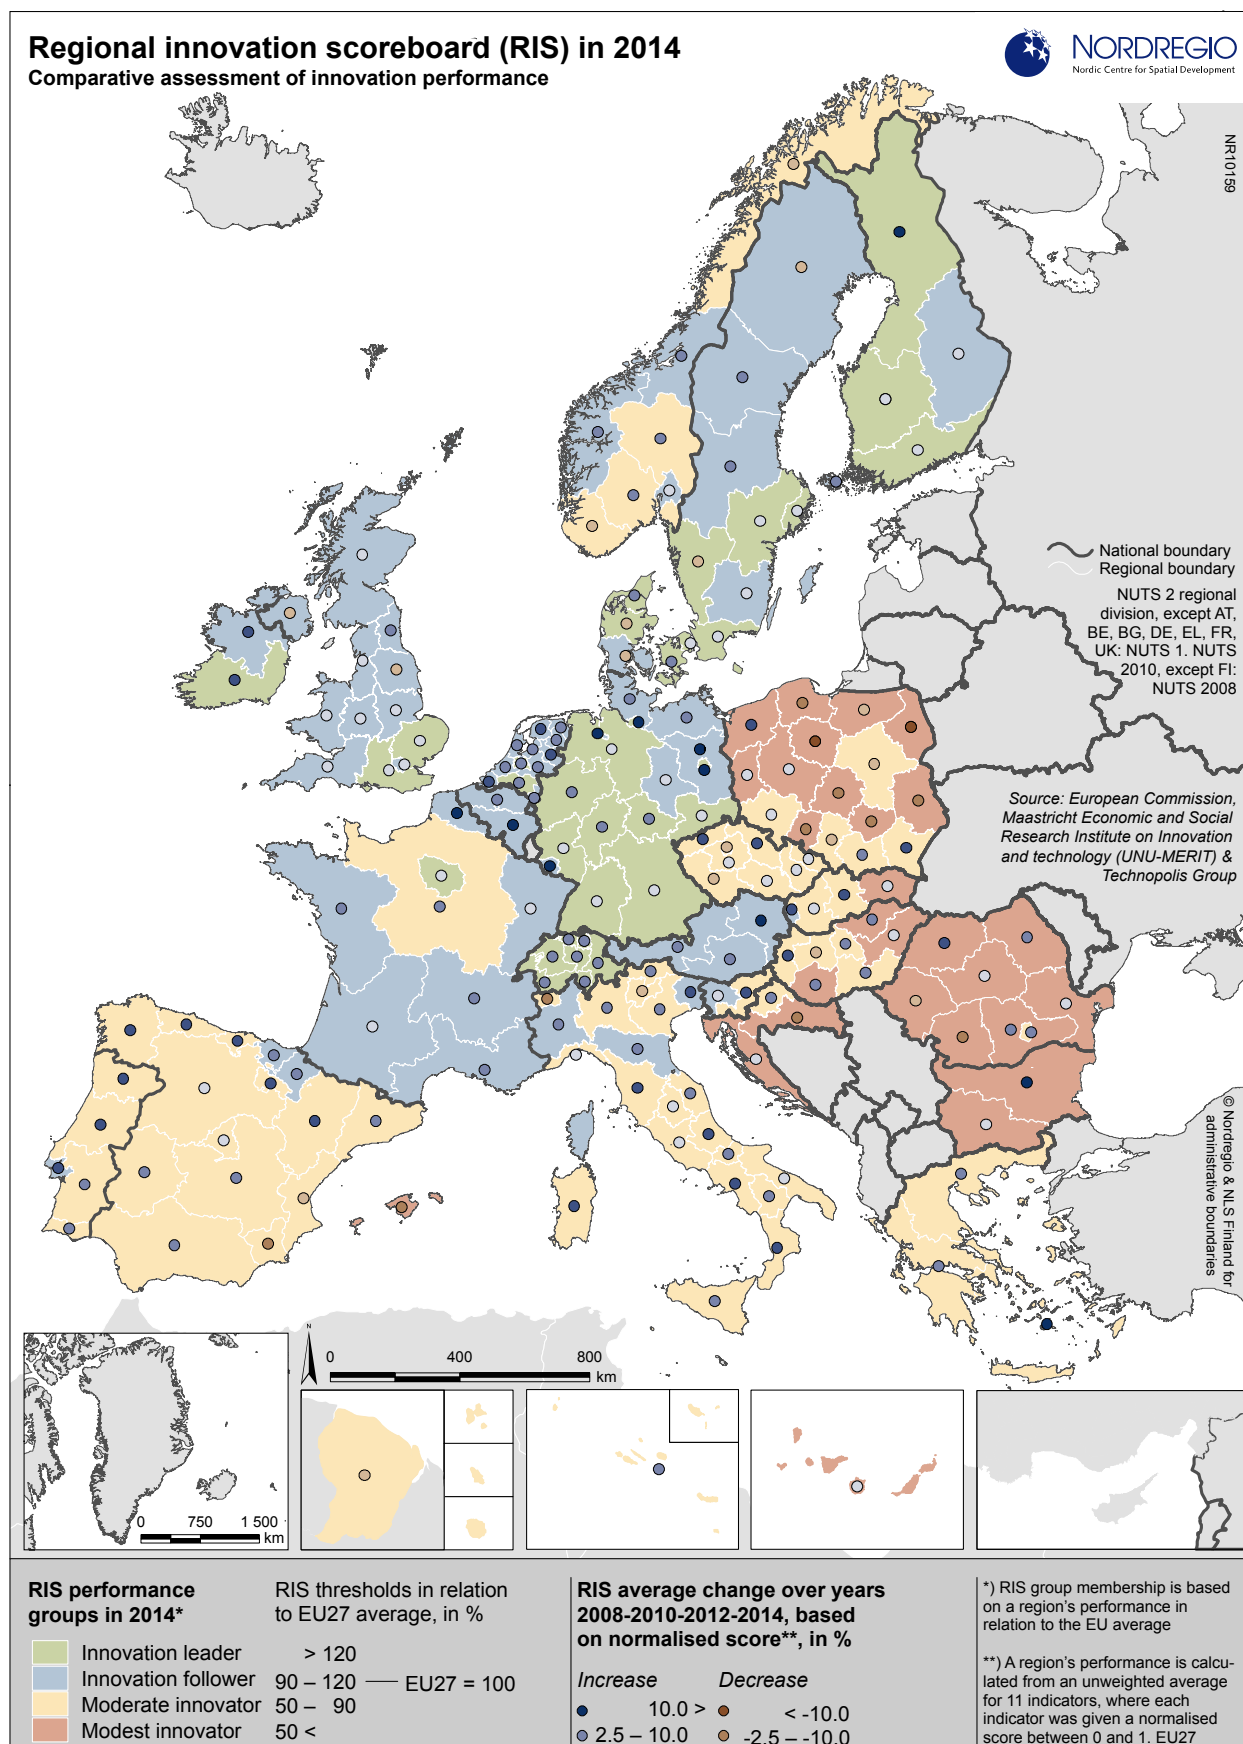 Regional innovation scoreboard (RIS) in 2014
Comparative assessment of innovation performance
NORDREGIO
Nordic Centre for Spatial Development
NR10159
National boundary
Regional boundary
NUTS 2 regional
division, except AT,
BE, BG, DE, EL, FR,
UK: NUTS 1. NUTS
2010, except FI:
NUTS 2008
Source: European Commission,
Maastricht Economic and Social
Research Institute on Innovation
and technology (UNU-MERIT) &
Technopolis Group
© Nordregio & NLS Finland for
administrative boundaries
N
0 400 800
km
0 750 1 500
km
RIS performance
groups in 2014*
RIS thresholds in relation
to EU27 average, in %
Innovation leader > 120
Innovation follower 90 – 120 — EU27 = 100
Moderate innovator 50 – 90
Modest innovator 50 <
RIS average change over years
2008-2010-2012-2014, based
on normalised score**, in %
Increase Decrease
10.0 > < -10.0
2.5 – 10.0 -2.5 – -10.0
*) RIS group membership is based
on a region's performance in
relation to the EU average
**) A region's performance is calcu-
lated from an unweighted average
for 11 indicators, where each
indicator was given a normalised
score between 0 and 1. EU27